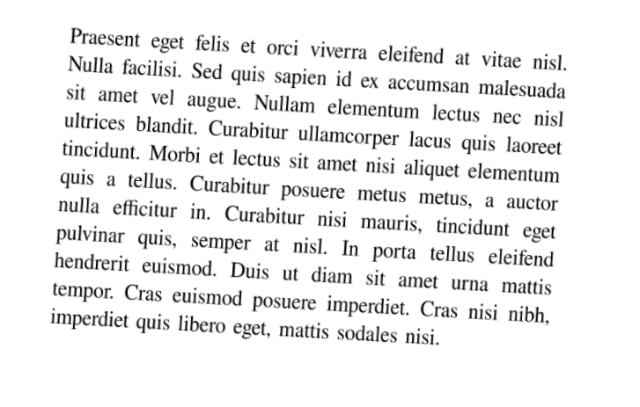 Praesent eget felis et orci viverra eleifend at vitae nisl.
Nulla facilisi. Sed quis sapien id ex accumsan malesuada
sit amet vel augue. Nullam elementum lectus nec nisl
ultrices blandit. Curabitur ullamcorper lacus quis laoreet
tincidunt. Morbi et lectus sit amet nisi aliquet elementum
quis a tellus. Curabitur posuere metus metus, a auctor
nulla efficitur in. Curabitur nisi mauris, tincidunt eget
pulvinar quis, semper at nisl. In porta tellus eleifend
hendrerit euismod. Duis ut diam sit amet urna mattis
tempor. Cras euismod posuere imperdiet. Cras nisi nibh,
imperdiet quis libero eget, mattis sodales nisi.